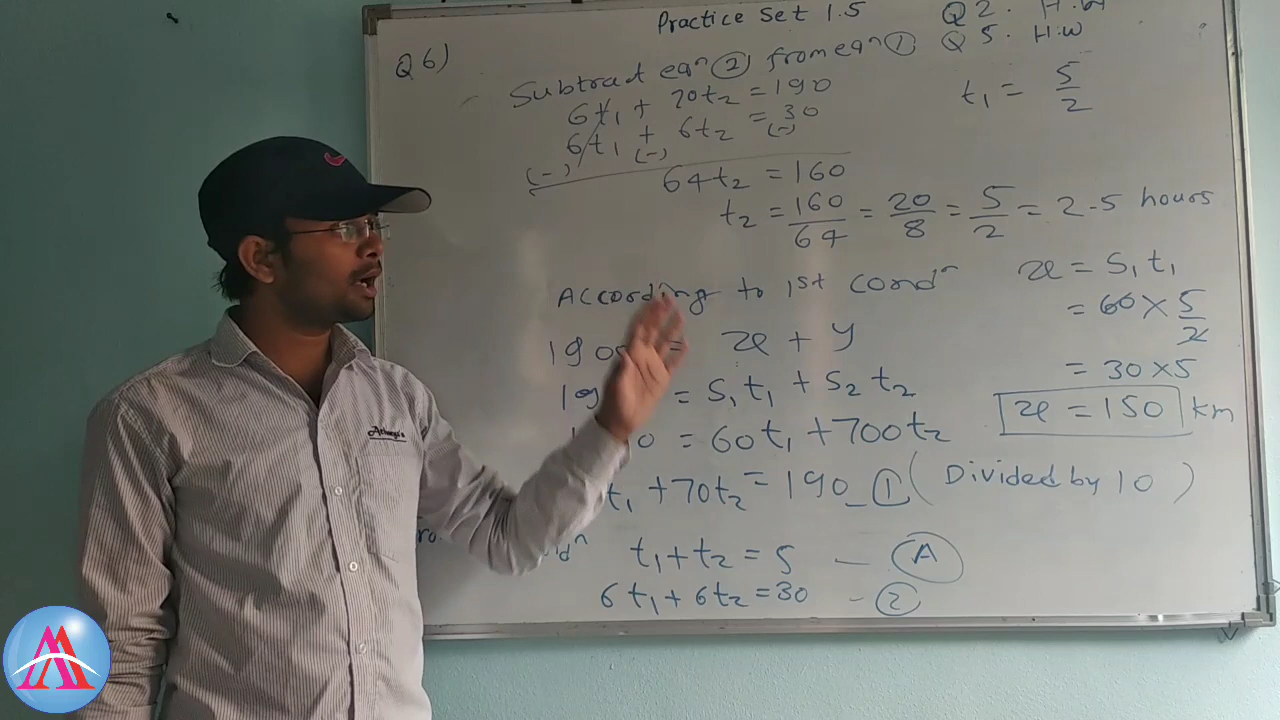 Practice Set 1.5
Q 2. H.W
Q 5. H.W
Q 6)
Subtract eqn ② from eqn ①
6t₁ + 70t₂ = 190
6t₁ + 6t₂ = 30
(-) (-) (-)
64t₂ = 160
t₂ = 160/64 = 20/8 = 5/2 = 2.5 hours
t₁ = 5/2
According to 1st condⁿ
190 = x + y
= S₁t₁ + S₂t₂
= 60t₁ + 700t₂
t₁ + 70t₂ = 190 - ① (Divided by 10)
t₁ + t₂ = 5 — Ⓐ
6t₁ + 6t₂ = 30 - ②
x = S₁t₁
= 60 × 5/2
= 30 × 5
x = 150 km